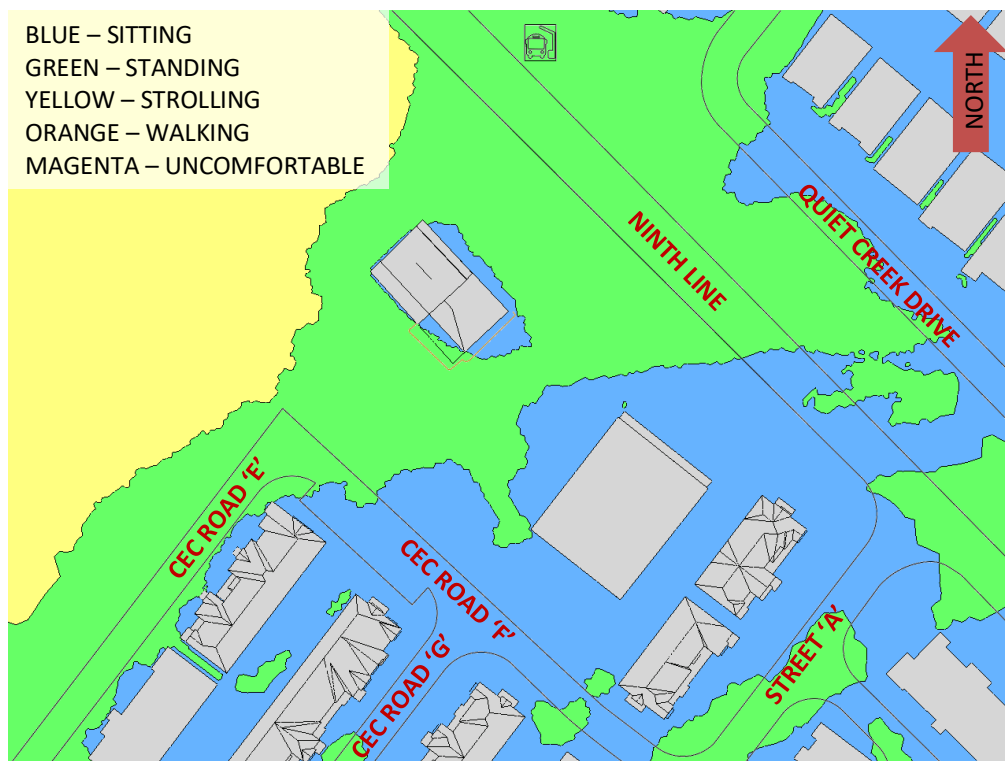 BLUE – SITTING
GREEN – STANDING
YELLOW – STROLLING
ORANGE – WALKING
MAGENTA – UNCOMFORTABLE
NORTH
QUIET CREEK DRIVE
NINTH LINE
CEC ROAD ‘E’
CEC ROAD ‘F’
CEC ROAD ‘G’
STREET ‘A’